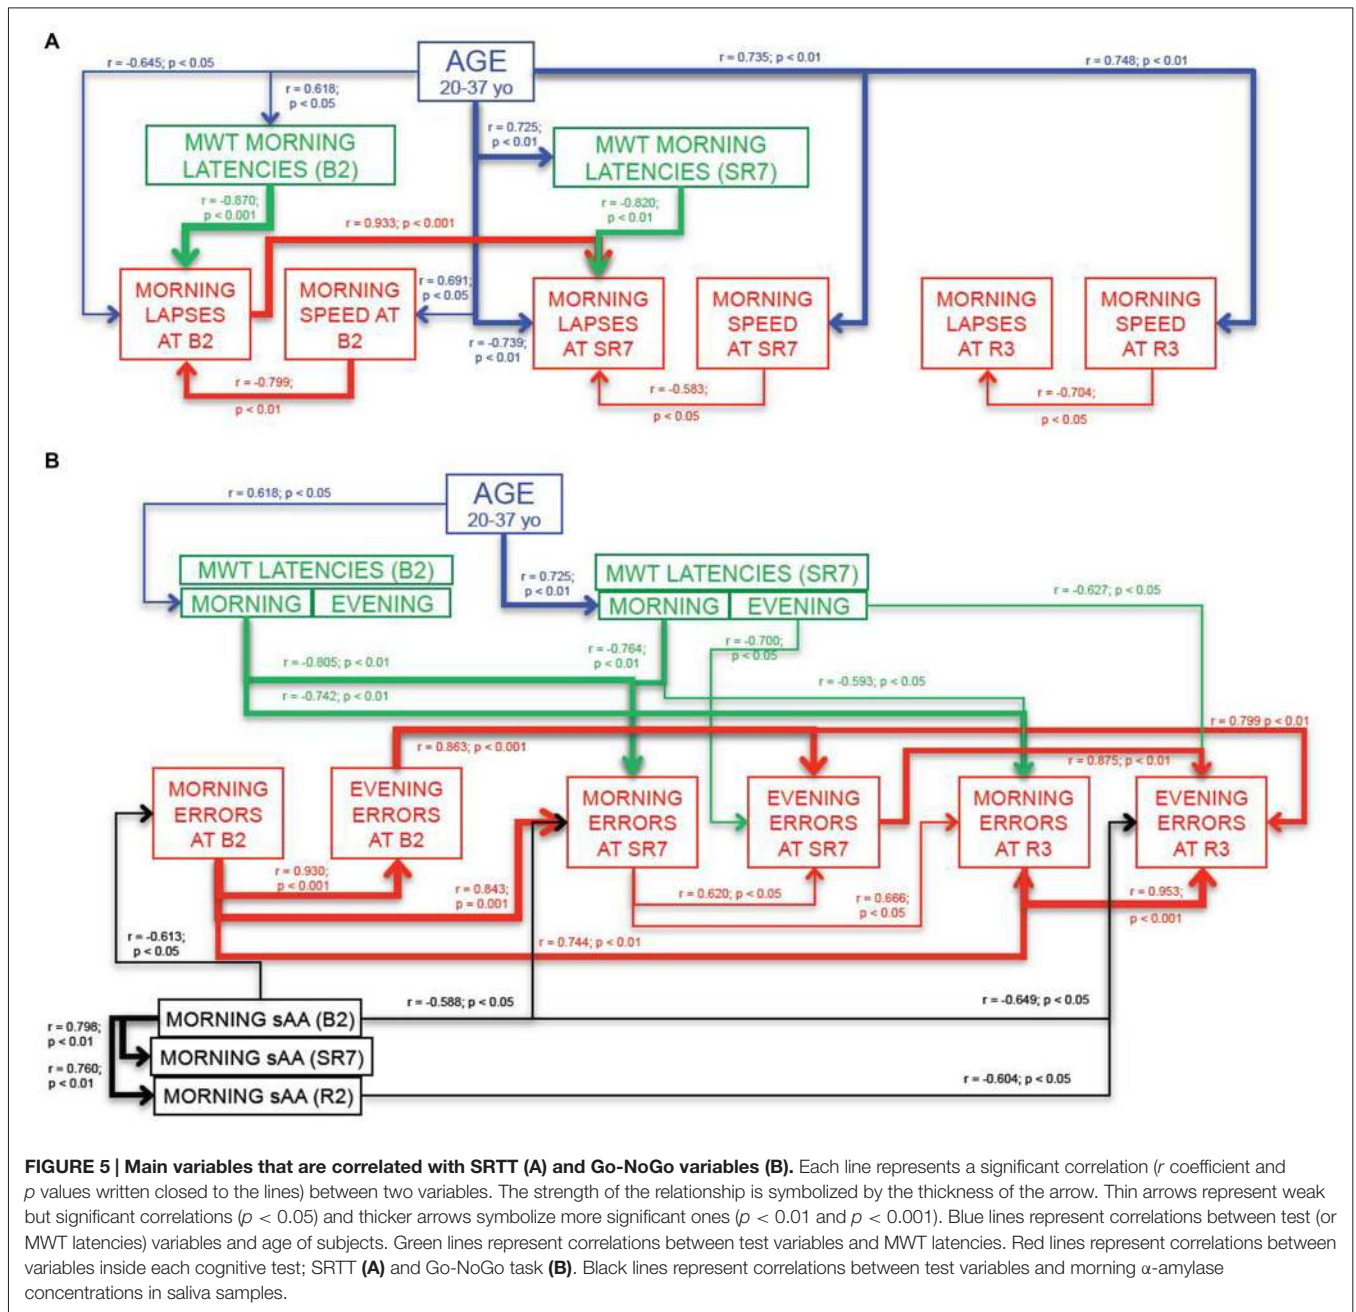 A
AGE
20-37 yo
r = -0.645; p < 0.05
r = 0.618;
p < 0.05
r = 0.735; p < 0.01
r = 0.748; p < 0.01
r = 0.725;
p < 0.01
MWT MORNING
LATENCIES (B2)
MWT MORNING
LATENCIES (SR7)
r = -0.870;
p < 0.001
r = 0.933; p < 0.001
r = -0.820;
p < 0.01
MORNING
LAPSES
AT B2
MORNING
SPEED AT
B2
r = 0.691;
p < 0.05
MORNING
LAPSES
AT SR7
MORNING
SPEED
AT SR7
MORNING
LAPSES
AT R3
MORNING
SPEED
AT R3
r = -0.739;
p < 0.01
r = -0.799;
p < 0.01
r = -0.583;
p < 0.05
r = -0.704;
p < 0.05
B
AGE
20-37 yo
r = 0.618; p < 0.05
r = 0.725;
p < 0.01
MWT LATENCIES (B2)
MORNING
EVENING
MWT LATENCIES (SR7)
MORNING
EVENING
r = -0.627; p < 0.05
r = -0.700;
p < 0.05
r = -0.764;
p < 0.01
r = -0.805; p < 0.01
r = -0.742; p < 0.01
r = -0.593; p < 0.05
r = 0.799 p < 0.01
r = 0.863; p < 0.001
r = 0.875; p < 0.01
MORNING
ERRORS
AT B2
EVENING
ERRORS
AT B2
MORNING
ERRORS
AT SR7
EVENING
ERRORS
AT SR7
MORNING
ERRORS
AT R3
EVENING
ERRORS
AT R3
r = 0.930;
p < 0.001
r = 0.843;
p = 0.001
r = 0.620; p < 0.05
r = 0.666;
p < 0.05
r = 0.953;
p < 0.001
r = 0.744; p < 0.01
r = -0.613;
p < 0.05
r = -0.588; p < 0.05
r = -0.649; p < 0.05
MORNING sAA (B2)
r = 0.798;
p < 0.01
MORNING sAA (SR7)
r = 0.760;
p < 0.01
MORNING sAA (R2)
r = -0.604; p < 0.05
FIGURE 5 | Main variables that are correlated with SRTT (A) and Go-NoGo variables (B). Each line represents a significant correlation (r coefficient and
p values written closed to the lines) between two variables. The strength of the relationship is symbolized by the thickness of the arrow. Thin arrows represent weak
but significant correlations (p < 0.05) and thicker arrows symbolize more significant ones (p < 0.01 and p < 0.001). Blue lines represent correlations between test (or
MWT latencies) variables and age of subjects. Green lines represent correlations between test variables and MWT latencies. Red lines represent correlations between
variables inside each cognitive test; SRTT (A) and Go-NoGo task (B). Black lines represent correlations between test variables and morning α-amylase
concentrations in saliva samples.